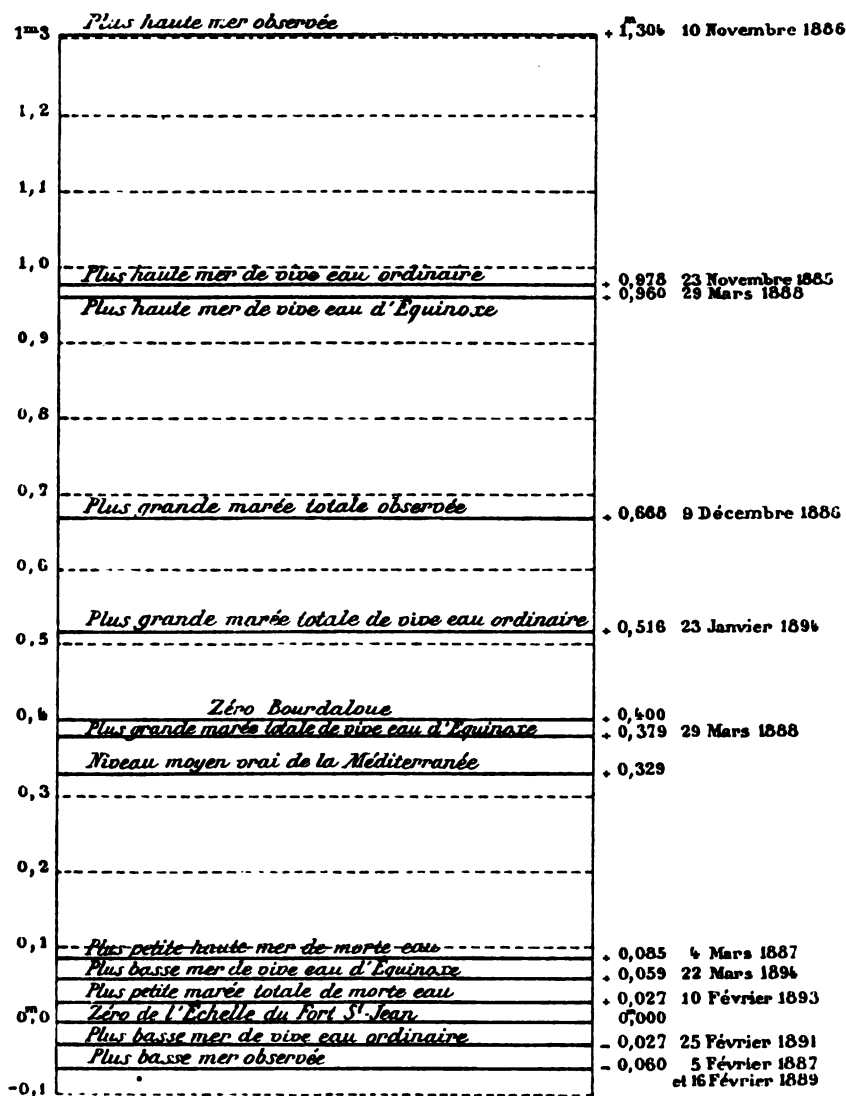 Plus haute mer observée
1ᵐ3 + 1ᵐ,304 10 Novembre 1886
1,2
1,1
1,0
Plus haute mer de vive eau ordinaire + 0,978 23 Novembre 1885
+ 0,960 29 Mars 1888
Plus haute mer de vive eau d'Équinoxe
0,9
0,8
0,7
Plus grande marée totale observée + 0,668 9 Décembre 1886
0,6
Plus grande marée totale de vive eau ordinaire + 0,516 23 Janvier 1894
0,5
Zéro Bourdaloue
0,4 + 0,400
Plus grande marée totale de vive eau d'Équinoxe + 0,379 29 Mars 1888
Niveau moyen vrai de la Méditerranée + 0,329
0,3
0,2
0,1
Plus petite haute mer de morte eau + 0,085 4 Mars 1887
Plus basse mer de vive eau d'Équinoxe + 0,059 22 Mars 1894
Plus petite marée totale de morte eau + 0,027 10 Février 1893
0ᵐ,0 Zéro de l'Échelle du Fort Sᵗ-Jean 0ᵐ,000
Plus basse mer de vive eau ordinaire - 0,027 25 Février 1891
Plus basse mer observée - 0,060 5 Février 1887
et 16 Février 1889
-0,1